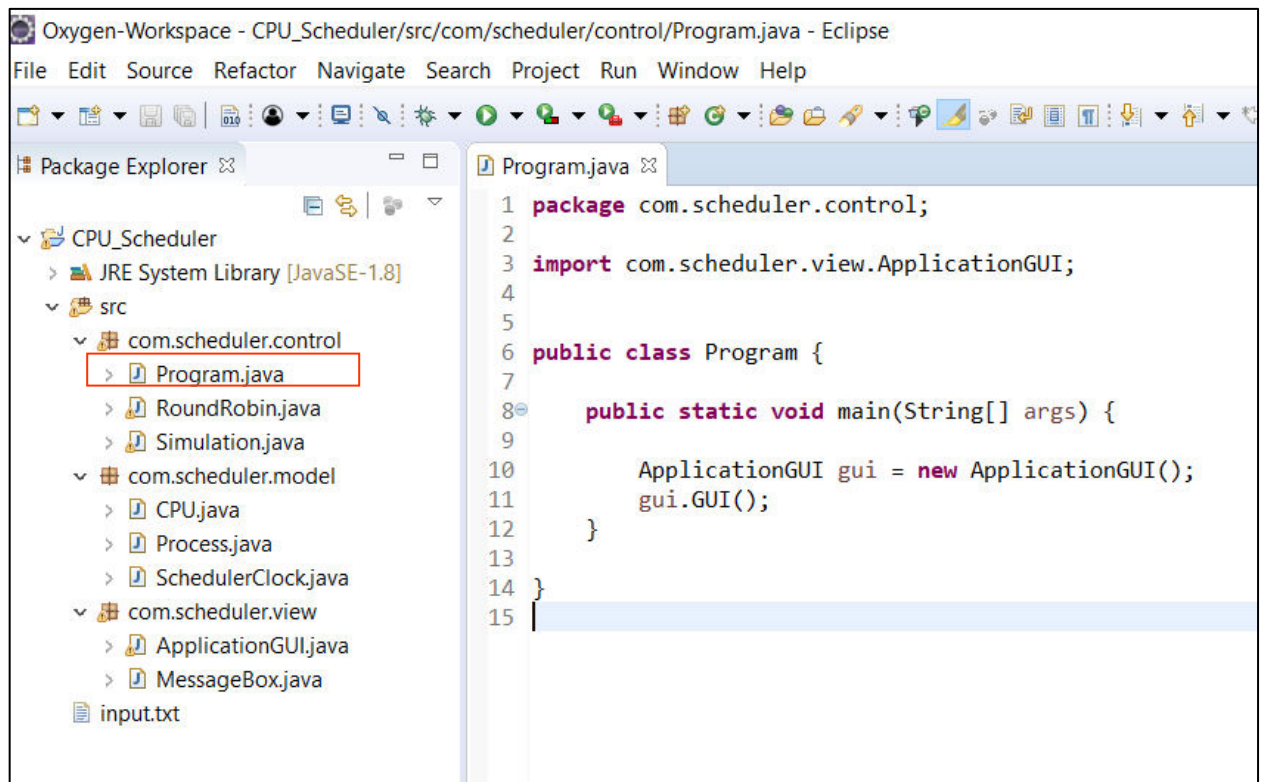 Oxygen-Workspace - CPU_Scheduler/src/com/scheduler/control/Program.java - Eclipse
File Edit Source Refactor Navigate Search Project Run Window Help
Package Explorer
CPU_Scheduler
JRE System Library [JavaSE-1.8]
src
com.scheduler.control
Program.java
RoundRobin.java
Simulation.java
com.scheduler.model
CPU.java
Process.java
SchedulerClock.java
com.scheduler.view
ApplicationGUI.java
MessageBox.java
input.txt
Program.java
1 package com.scheduler.control;
2
3 import com.scheduler.view.ApplicationGUI;
4
5
6 public class Program {
7
8 public static void main(String[] args) {
9
10 ApplicationGUI gui = new ApplicationGUI();
11 gui.GUI();
12 }
13
14 }
15